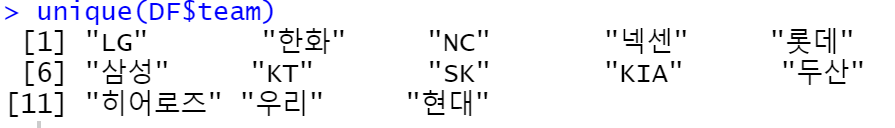 > unique(DF$team)
[1] "LG" "한화" "NC" "넥센" "롯데"
[6] "삼성" "KT" "SK" "KIA" "두산"
[11] "히어로즈" "우리" "현대"